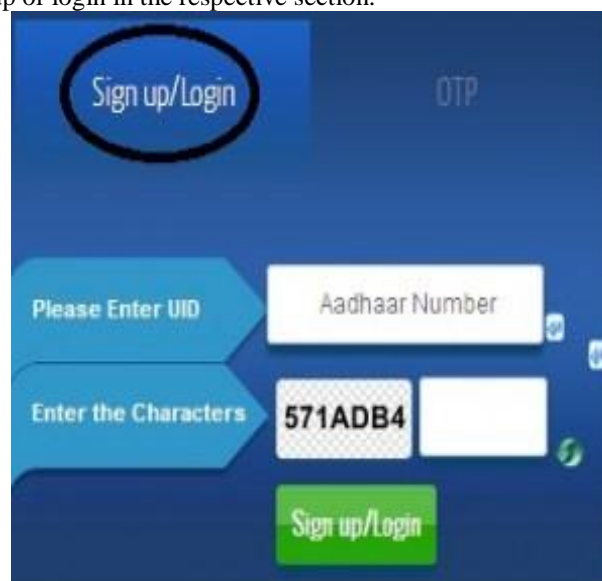 up or login in the respective section.
Sign up/Login
OTP
Please Enter UID
Aadhaar Number
Enter the Characters
571ADB4
Sign up/Login